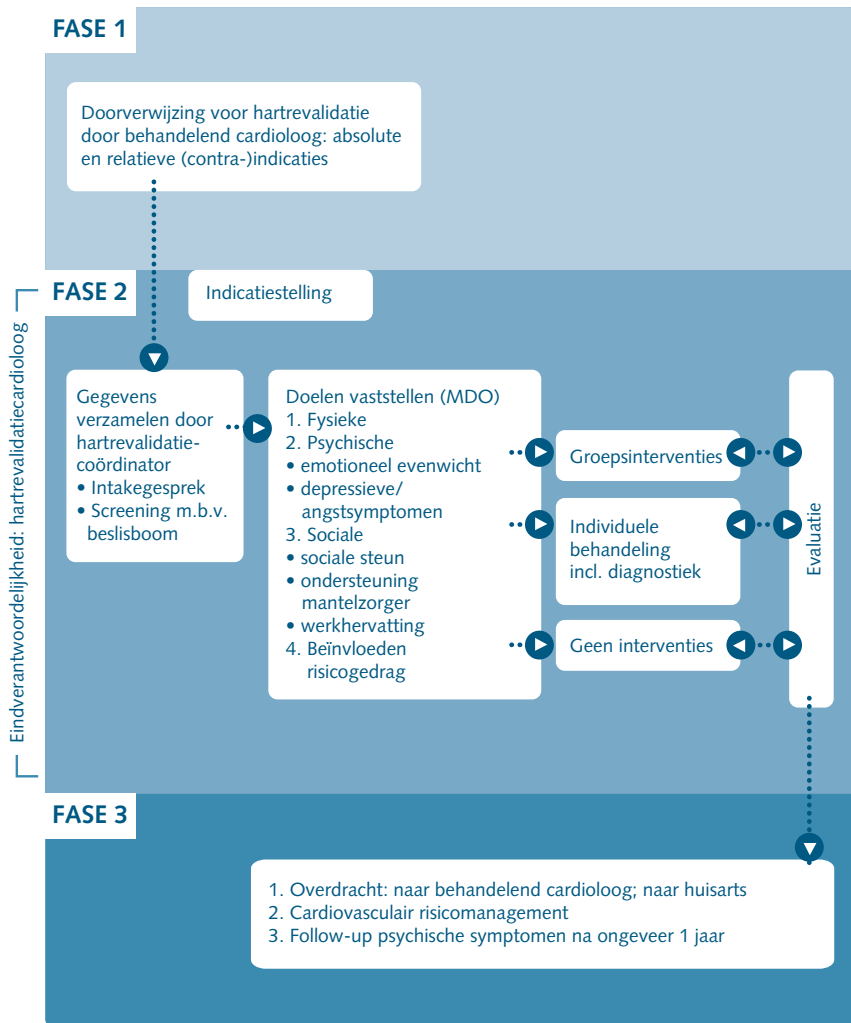 FASE 1
Doorverwijzing voor hartrevalidatie
door behandelend cardioloog: absolute
en relatieve (contra-)indicaties
Eindverantwoordelijkheid: hartrevalidatiecardioloog
FASE 2
Indicatiestelling
Gegevens
verzamelen door
hartrevalidatie-
coördinator
• Intakegesprek
• Screening m.b.v.
beslisboom
Doelen vaststellen (MDO)
1. Fysieke
2. Psychische
• emotioneel evenwicht
• depressieve/
angstsymptomen
3. Sociale
• sociale steun
• ondersteuning
mantelzorger
• werkhervatting
4. Beïnvloeden
risicogedrag
Groepsinterventies
Individuele
behandeling
incl. diagnostiek
Geen interventies
Evaluatie
FASE 3
1. Overdracht: naar behandelend cardioloog; naar huisarts
2. Cardiovasculair risicomanagement
3. Follow-up psychische symptomen na ongeveer 1 jaar